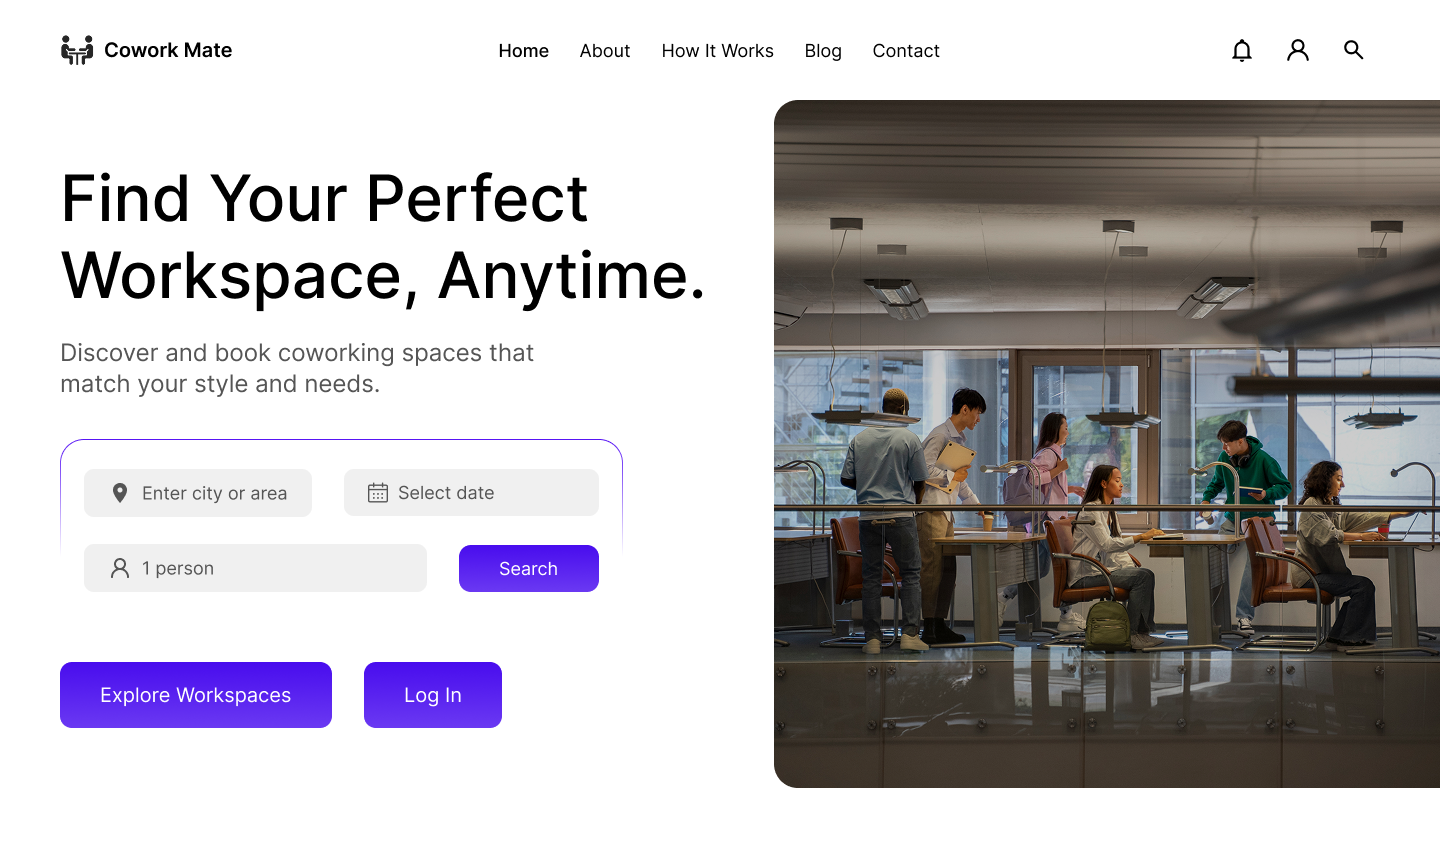 Cowork Mate
Home About How It Works Blog Contact
Find Your Perfect
Workspace, Anytime.
Discover and book coworking spaces that
match your style and needs.
Enter city or area
Select date
1 person
Search
Explore Workspaces
Log In